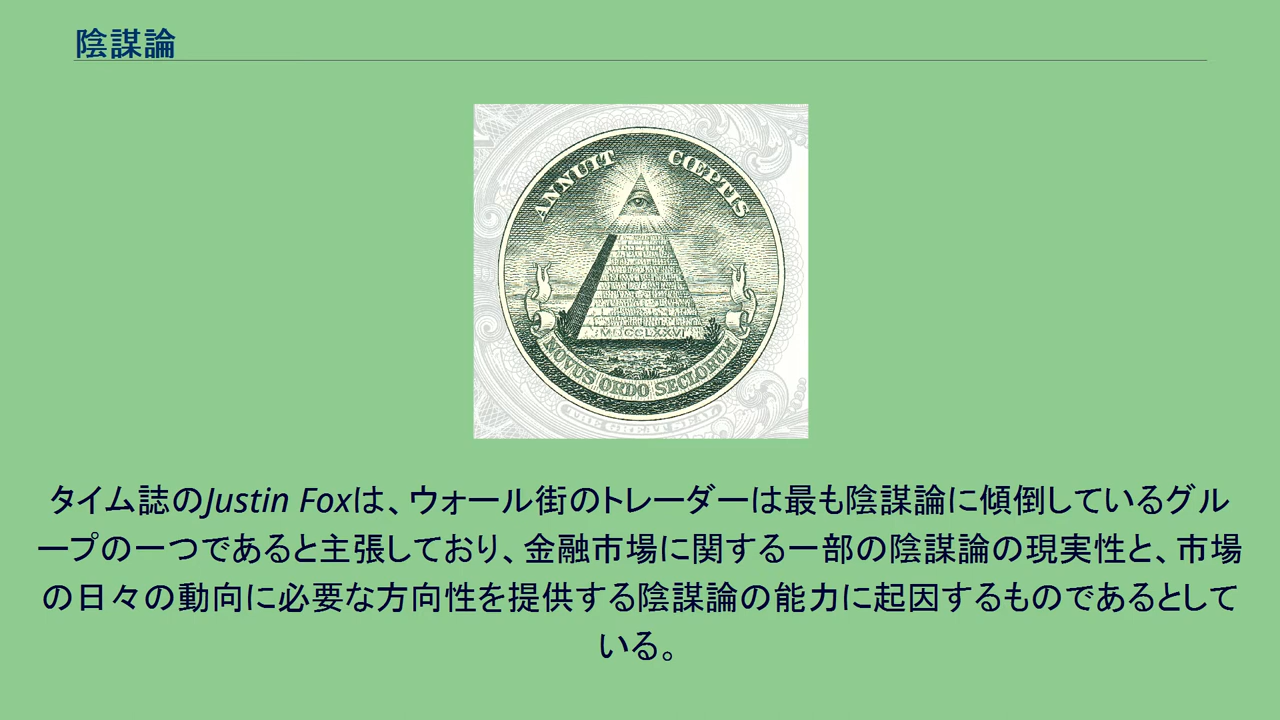 陰謀論
ANNUIT CŒPTIS
MDCCLXXVI
NOVUS ORDO SECLORUM
THE GREAT SEAL
タイム誌のJustin Foxは、ウォール街のトレーダーは最も陰謀論に傾倒しているグル
ープの一つであると主張しており、金融市場に関する一部の陰謀論の現実性と、市場
の日々の動向に必要な方向性を提供する陰謀論の能力に起因するものであるとして
いる。